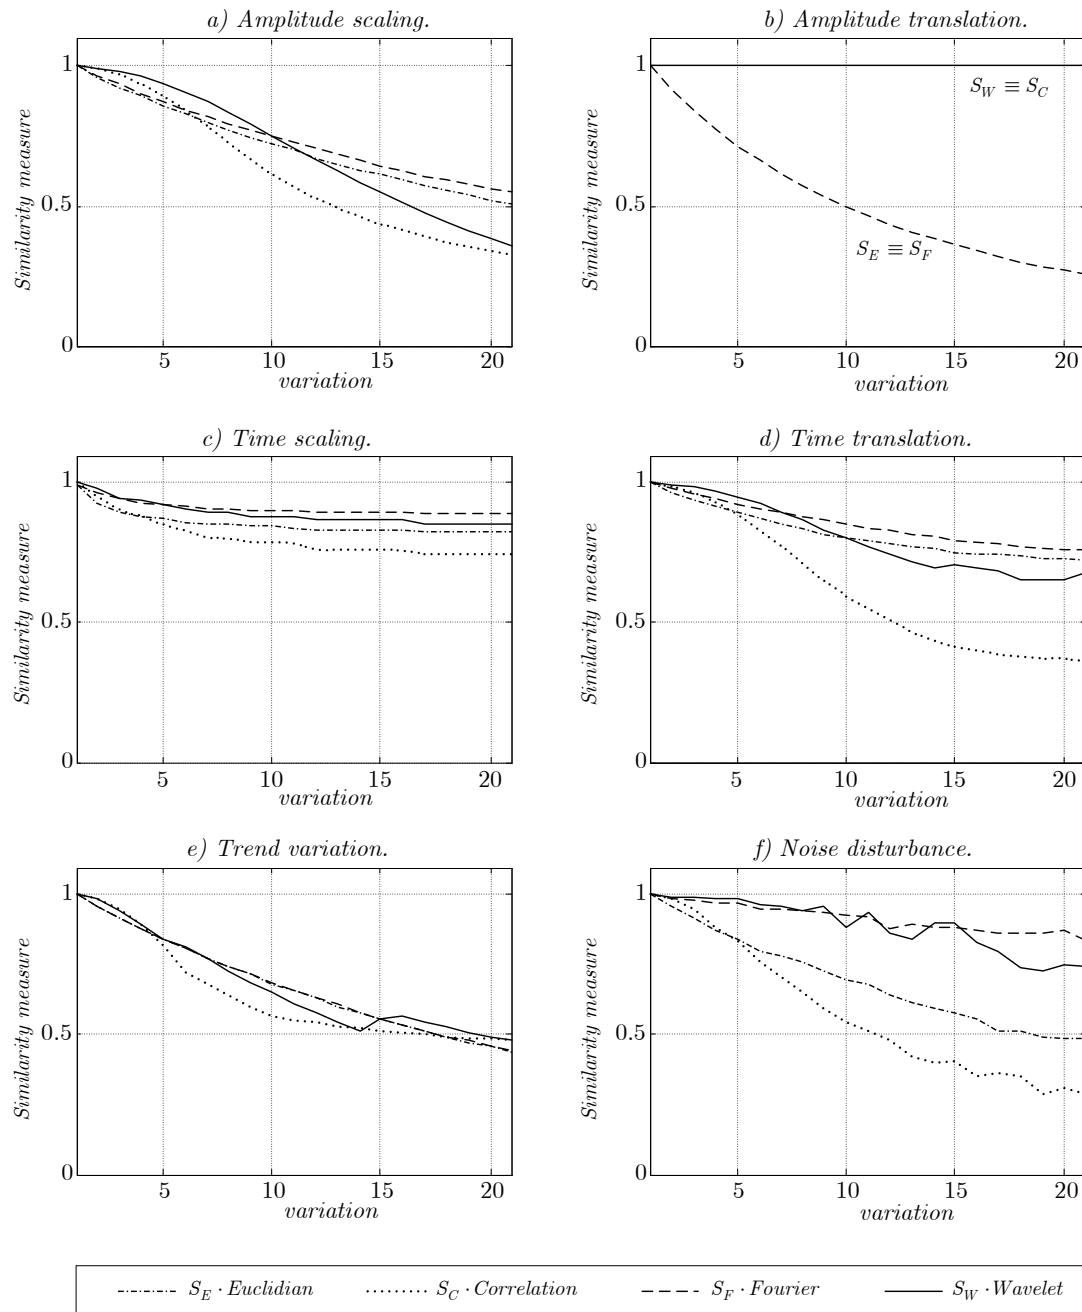 a) Amplitude scaling.
1
0.5
0
Similarity measure
5 10 15 20
variation
b) Amplitude translation.
1
0.5
0
Similarity measure
S_W ≡ S_C
S_E ≡ S_F
5 10 15 20
variation
c) Time scaling.
1
0.5
0
Similarity measure
5 10 15 20
variation
d) Time translation.
1
0.5
0
Similarity measure
5 10 15 20
variation
e) Trend variation.
1
0.5
0
Similarity measure
5 10 15 20
variation
f) Noise disturbance.
1
0.5
0
Similarity measure
5 10 15 20
variation
S_E · Euclidian S_C · Correlation S_F · Fourier S_W · Wavelet